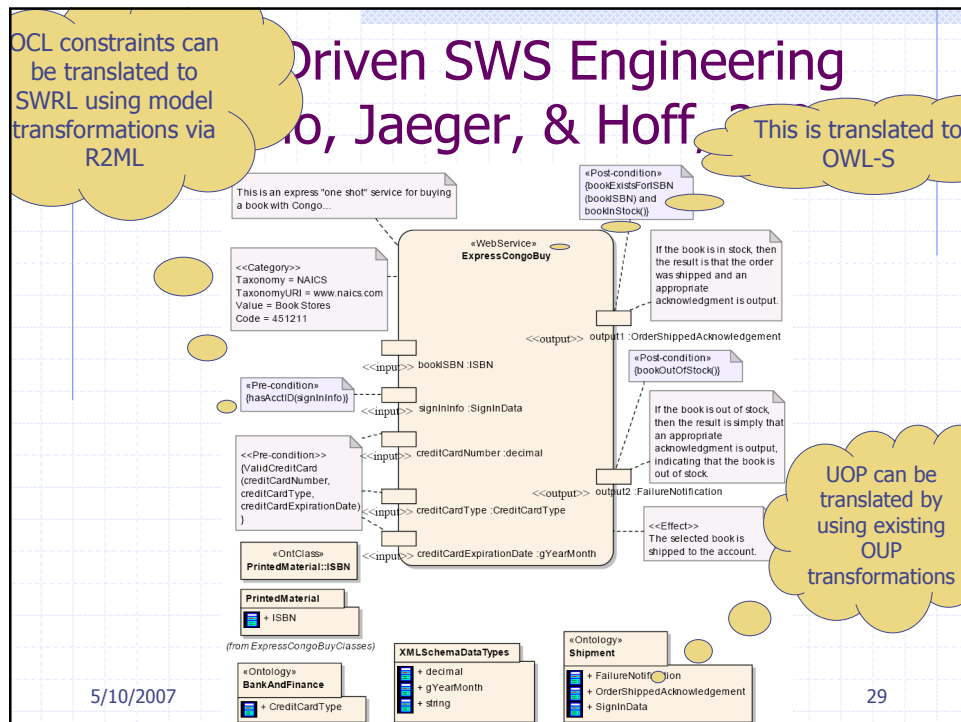 OCL constraints can
be translated to
SWRL using model
transformations via
R2ML
Driven SWS Engineering
Jaeger, & Hoff,
This is translated to
OWL-S
This is an express "one shot" service for buying
a book with Congo...
«Post-condition»
{bookExistsForISBN
(bookISBN) and
bookInStock()}
<<Category>>
Taxonomy = NAICS
TaxonomyURI = www.naics.com
Value = Book Stores
Code = 451211
«WebService»
ExpressCongoBuy
If the book is in stock, then
the result is that the order
was shipped and an
appropriate
acknowledgment is output.
<<output>> output1 :OrderShippedAcknowledgement
<<input>> bookISBN :ISBN
«Post-condition»
{bookOutOfStock()}
«Pre-condition»
{hasAcctID(signInInfo)}
<<input>> signInInfo :SignInData
If the book is out of stock,
then the result is simply that
an appropriate
acknowledgment is output,
indicating that the book is
out of stock.
<<Pre-condition>>
{ValidCreditCard
(creditCardNumber,
creditCardType,
creditCardExpirationDate)
}
<<input>> creditCardNumber :decimal
<<output>> output2 :FailureNotification
<<input>> creditCardType :CreditCardType
<<Effect>>
The selected book is
shipped to the account.
<<input>> creditCardExpirationDate :gYearMonth
UOP can be
translated by
using existing
OUP
transformations
«OntClass»
PrintedMaterial::ISBN
PrintedMaterial
+ ISBN
(from ExpressCongoBuyClasses)
«Ontology»
BankAndFinance
+ CreditCardType
XMLSchemaDataTypes
+ decimal
+ gYearMonth
+ string
«Ontology»
Shipment
+ FailureNotification
+ OrderShippedAcknowledgement
+ SignInData
5/10/2007
29